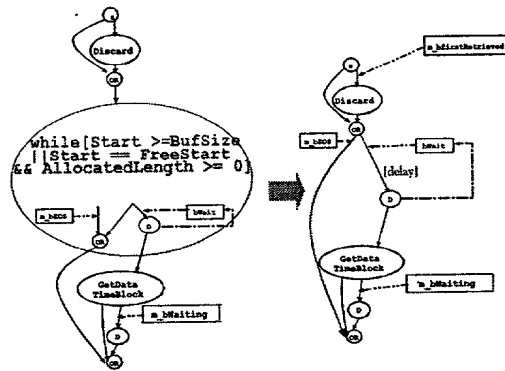 Discard
OR
while[Start >=BufSize
||Start == FreeStart
&& AllocatedLength >= 0]
m_bEOS
bWait
OR
D
GetData
TimeBlock
m_bWaiting
D
OR
m_bfirstRetrieved
Discard
OR
m_bEOS
bWait
[delay]
D
GetData
TimeBlock
m_bWaiting
D
OR